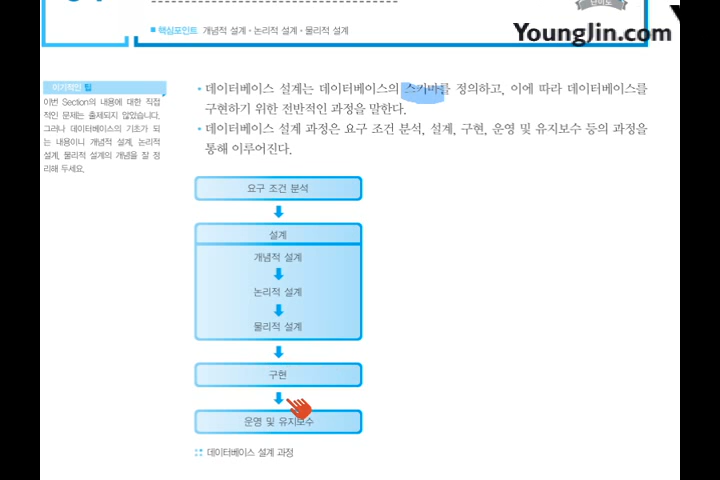 난이도
YoungJin.com
핵심포인트 개념적 설계 • 논리적 설계 • 물리적 설계
이기적인 팁
이번 Section의 내용에 대한 직접
적인 문제는 출제되지 않았습니다.
그러나 데이터베이스의 기초가 되
는 내용이니 개념적 설계, 논리적
설계, 물리적 설계의 개념을 잘 정
리해 두세요.
• 데이터베이스 설계는 데이터베이스의 스키마를 정의하고, 이에 따라 데이터베이스를
구현하기 위한 전반적인 과정을 말한다.
• 데이터베이스 설계 과정은 요구 조건 분석, 설계, 구현, 운영 및 유지보수 등의 과정을
통해 이루어진다.
요구 조건 분석
설계
개념적 설계
논리적 설계
물리적 설계
구현
운영 및 유지보수
데이터베이스 설계 과정